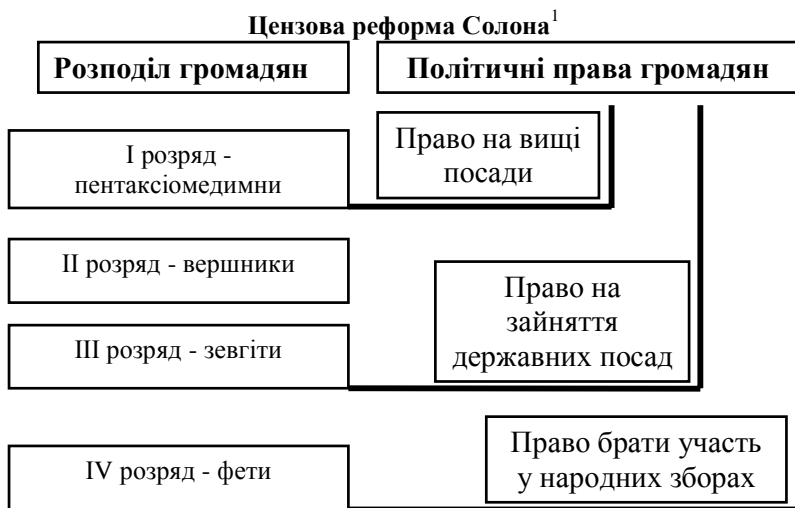 Цензова реформа Солона¹
Розподіл громадян
Політичні права громадян
І розряд -
пентаксіомедимни
Право на вищі
посади
ІІ розряд - вершники
ІІІ розряд - зевгіти
Право на
зайняття
державних посад
IV розряд - фети
Право брати участь
у народних зборах